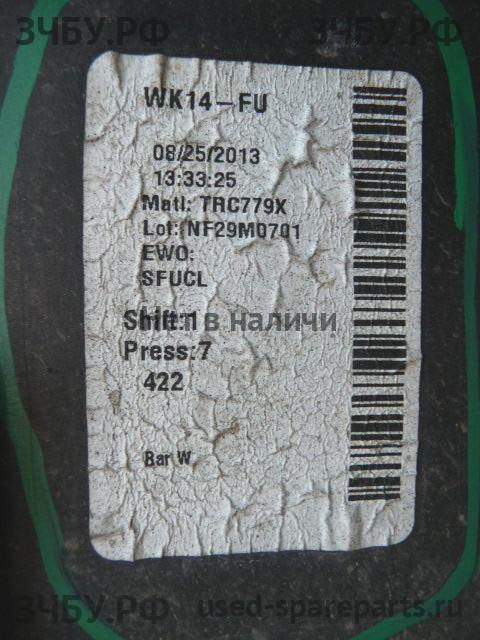 ЗЧБУ.РФ
ЗЧБУ.РФ
WK14-FU
08/25/2013
13:33:25
Matl: TRC779X
Lot: NF29M0701
EWO:
SFUCL
Shift:1
в наличи
Press:7
422
Bar W
ЗЧБУ.РФ
used-spareparts.ru